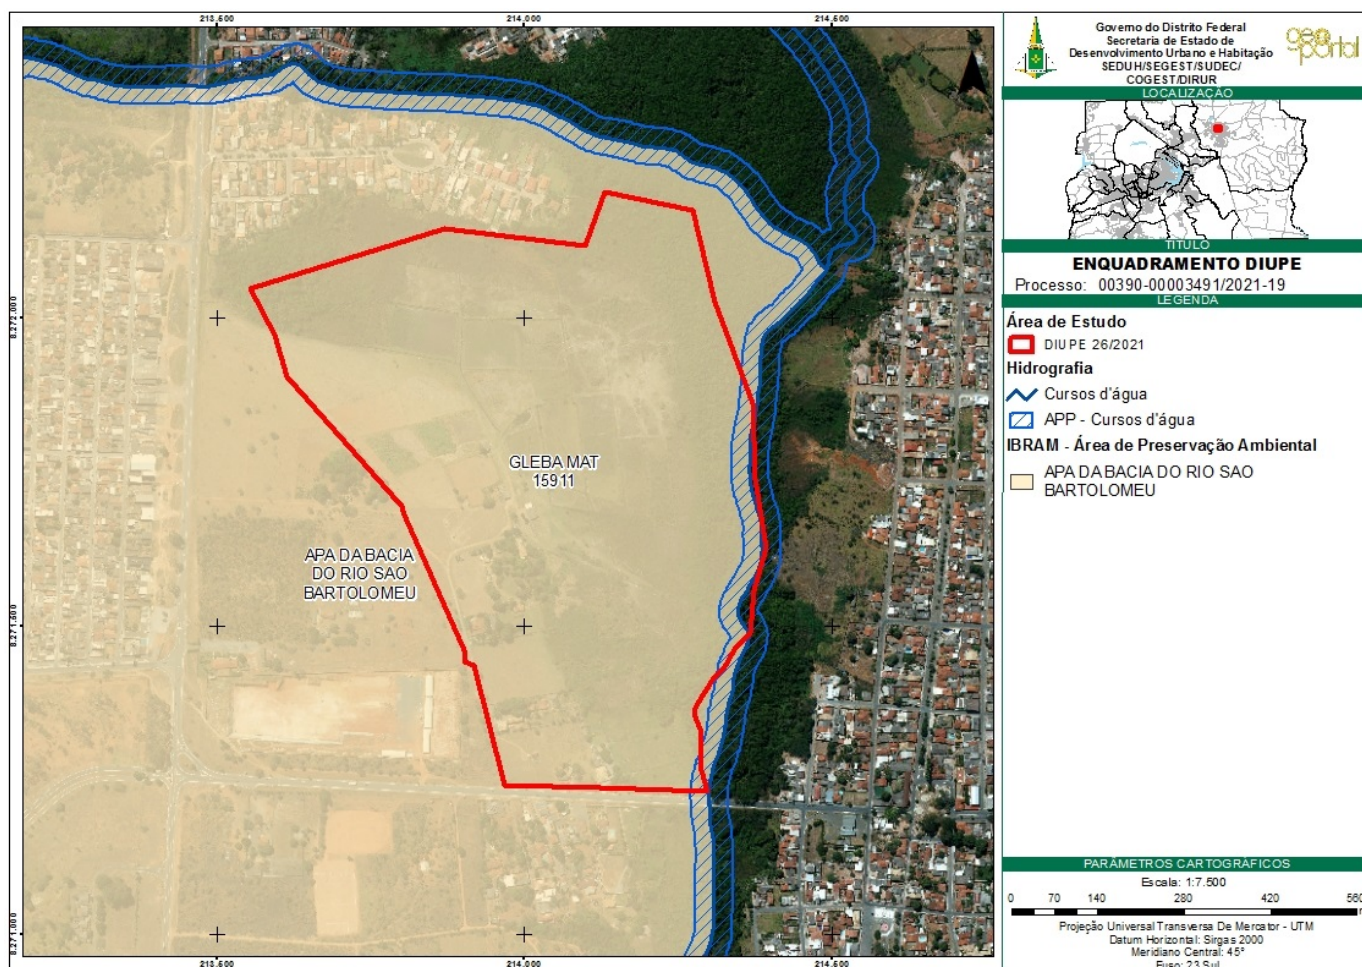 213.500
214.000
214.500
8.272.000
8.271.500
8.271.000
GLEBA MAT
15911
APA DA BACIA
DO RIO SAO
BARTOLOMEU
213.500
214.000
214.500
Governo do Distrito Federal
Secretaria de Estado de
Desenvolvimento Urbano e Habitação
SEDUH/SEGEST/SUDEC/
COGEST/DIRUR
geo
portal
LOCALIZAÇÃO
TITULO
ENQUADRAMENTO DIUPE
Processo: 00390-00003491/2021-19
LEGENDA
Área de Estudo
DIUPE 26/2021
Hidrografia
Cursos d'água
APP - Cursos d'água
IBRAM - Área de Preservação Ambiental
APA DA BACIA DO RIO SAO
BARTOLOMEU
PARÂMETROS CARTOGRÁFICOS
Escala: 1:7.500
0 70 140 280 420 560
Projeção Universal Transversa De Mercator - UTM
Datum Horizontal: Sirgas 2000
Meridiano Central: 45°
Fuso: 23 Sul